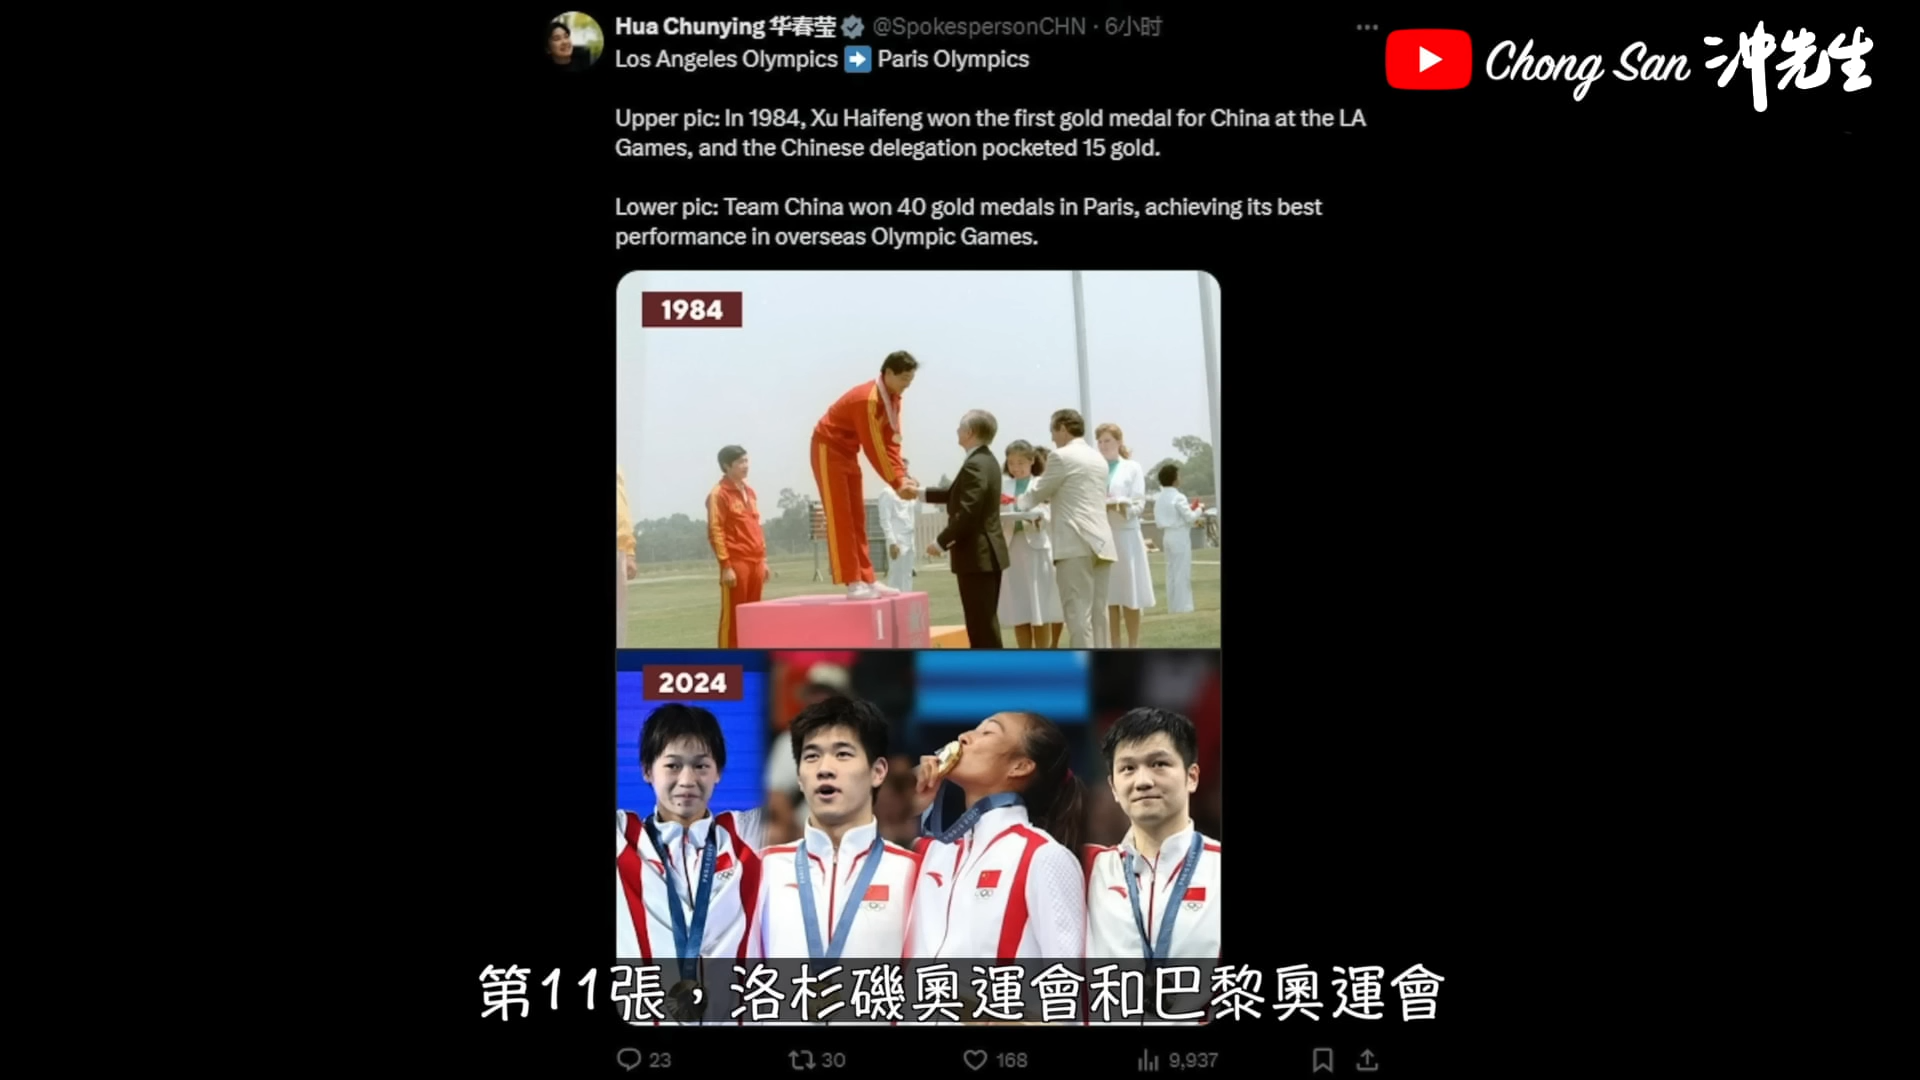 Hua Chunying 华春莹 @SpokespersonCHN · 6小时
Los Angeles Olympics ➡ Paris Olympics
Chong San 冲先生
Upper pic: In 1984, Xu Haifeng won the first gold medal for China at the LA
Games, and the Chinese delegation pocketed 15 gold.
Lower pic: Team China won 40 gold medals in Paris, achieving its best
performance in overseas Olympic Games.
1984
1
2024
第11張，洛杉磯奧運會和巴黎奧運會
23 30 168 9,937